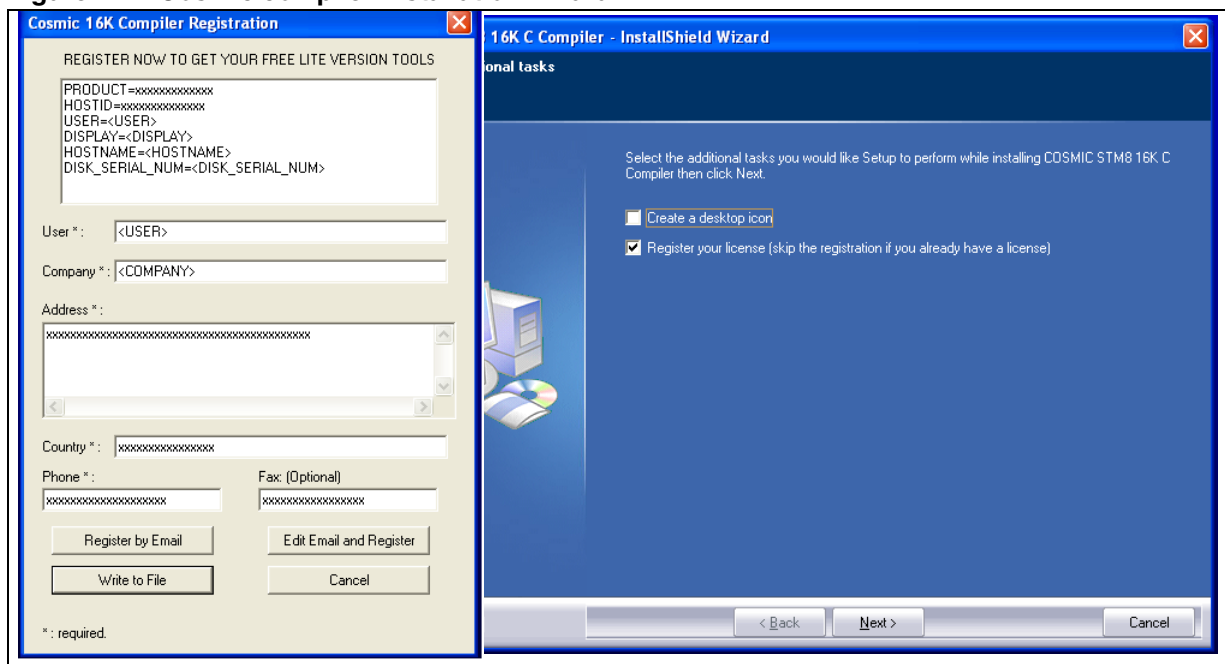 Cosmic 16K Compiler Registration
REGISTER NOW TO GET YOUR FREE LITE VERSION TOOLS
PRODUCT=xxxxxxxxxxxxx
HOSTID=xxxxxxxxxxxxxx
USER=<USER>
DISPLAY=<DISPLAY>
HOSTNAME=<HOSTNAME>
DISK_SERIAL_NUM=<DISK_SERIAL_NUM>
User * :
<USER>
Company * :
<COMPANY>
Address * :
xxxxxxxxxxxxxxxxxxxxxxxxxxxxxxxxxxxxxxxxxxxx
Country * :
xxxxxxxxxxxxxxxx
Phone * :
Fax: (Optional)
xxxxxxxxxxxxxxxxxxxx
xxxxxxxxxxxxxxxxx
Register by Email
Edit Email and Register
Write to File
Cancel
* : required.
16K C Compiler - InstallShield Wizard
ional tasks
Select the additional tasks you would like Setup to perform while installing COSMIC STM8 16K C
Compiler then click Next.
Create a desktop icon
Register your license (skip the registration if you already have a license)
< Back
Next >
Cancel